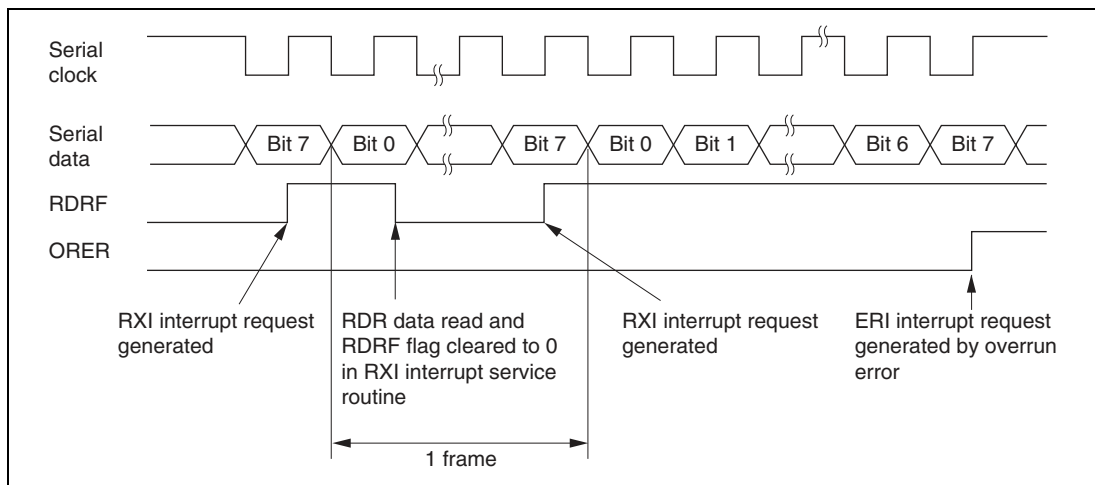 Serial
clock
Serial
data
Bit 7
Bit 0
Bit 7
Bit 0
Bit 1
Bit 6
Bit 7
RDRF
ORER
RXI interrupt request
generated
RDR data read and
RDRF flag cleared to 0
in RXI interrupt service
routine
RXI interrupt request
generated
ERI interrupt request
generated by overrun
error
1 frame